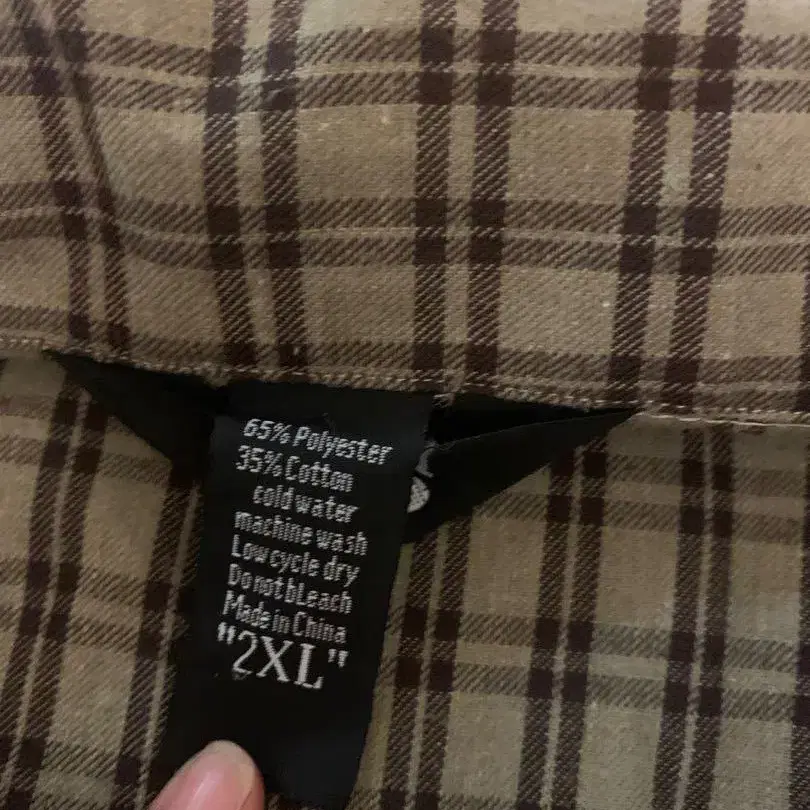 65% Polyester
35% Cotton
cold water
machine wash
Low cycle dry
Do not bLeach
Made in China
"2XL"